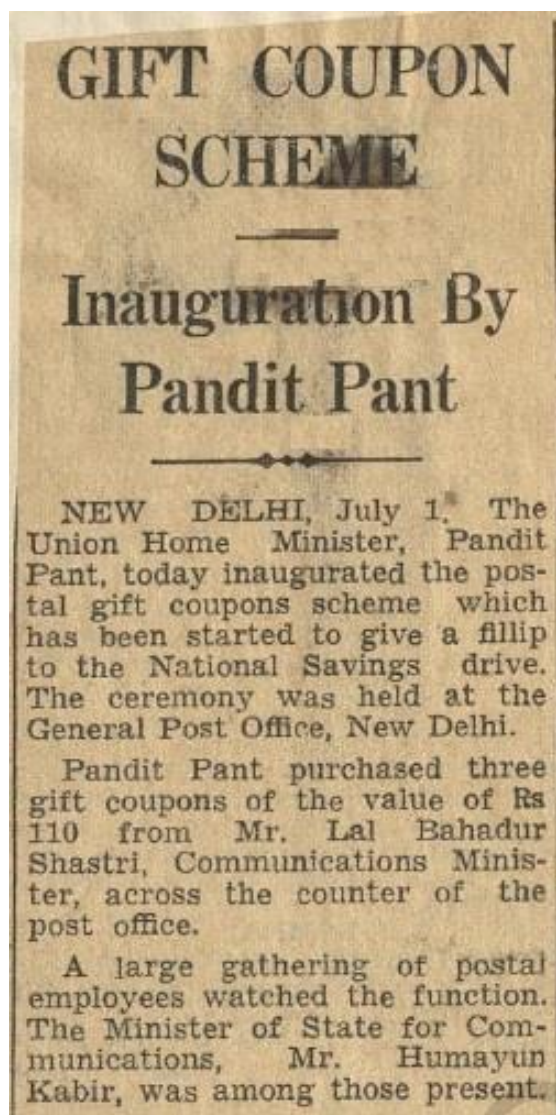 GIFT COUPON
SCHEME
Inauguration By
Pandit Pant
NEW DELHI, July 1. The
Union Home Minister, Pandit
Pant, today inaugurated the pos-
tal gift coupons scheme which
has been started to give a fillip
to the National Savings drive.
The ceremony was held at the
General Post Office, New Delhi.
Pandit Pant purchased three
gift coupons of the value of Rs
110 from Mr. Lal Bahadur
Shastri, Communications Minis-
ter, across the counter of the
post office.
A large gathering of postal
employees watched the function.
The Minister of State for Com-
munications, Mr. Humayun
Kabir, was among those present.